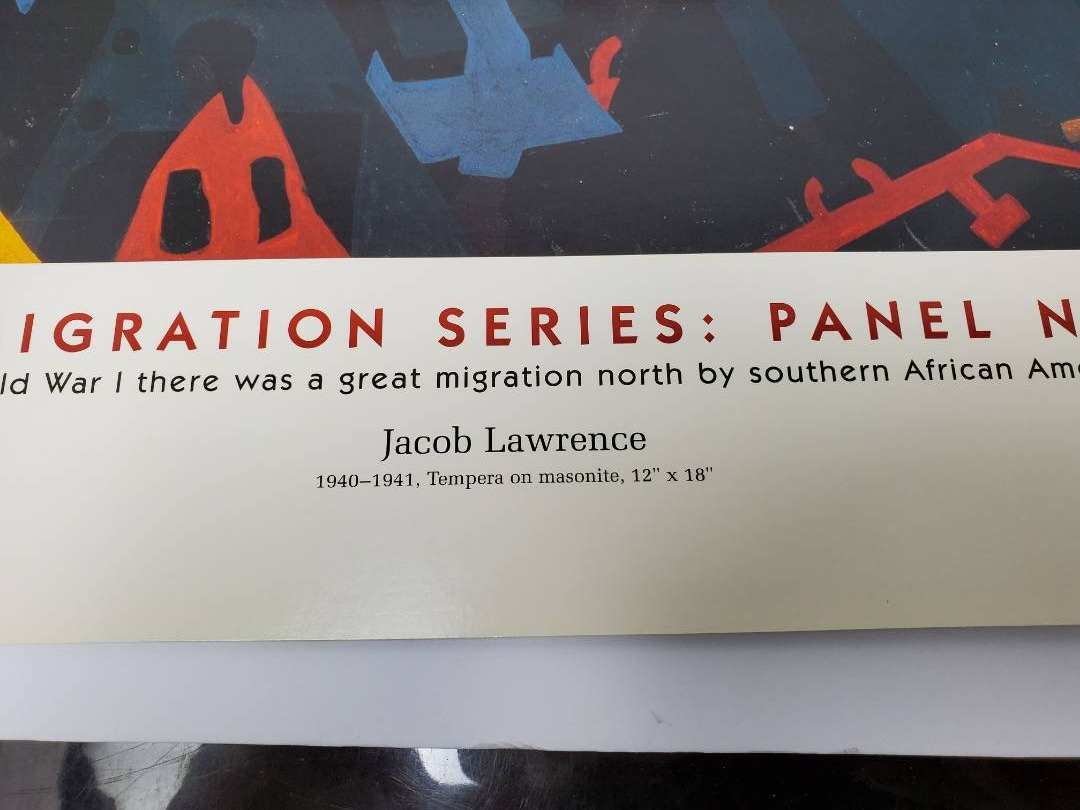 IGRATION SERIES: PANEL N
ld War I there was a great migration north by southern African Ame
Jacob Lawrence
1940–1941, Tempera on masonite, 12" x 18"